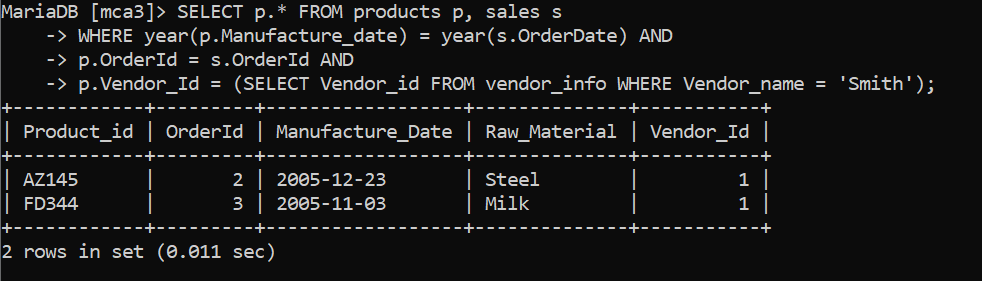 MariaDB [mca3]> SELECT p.* FROM products p, sales s
    -> WHERE year(p.Manufacture_date) = year(s.OrderDate) AND
    -> p.OrderId = s.OrderId AND
    -> p.Vendor_Id = (SELECT Vendor_id FROM vendor_info WHERE Vendor_name = 'Smith');
+------------+---------+------------------+--------------+-----------+
| Product_id | OrderId | Manufacture_Date | Raw_Material | Vendor_Id |
+------------+---------+------------------+--------------+-----------+
| AZ145      |       2 | 2005-12-23       | Steel        |         1 |
| FD344      |       3 | 2005-11-03       | Milk         |         1 |
+------------+---------+------------------+--------------+-----------+
2 rows in set (0.011 sec)